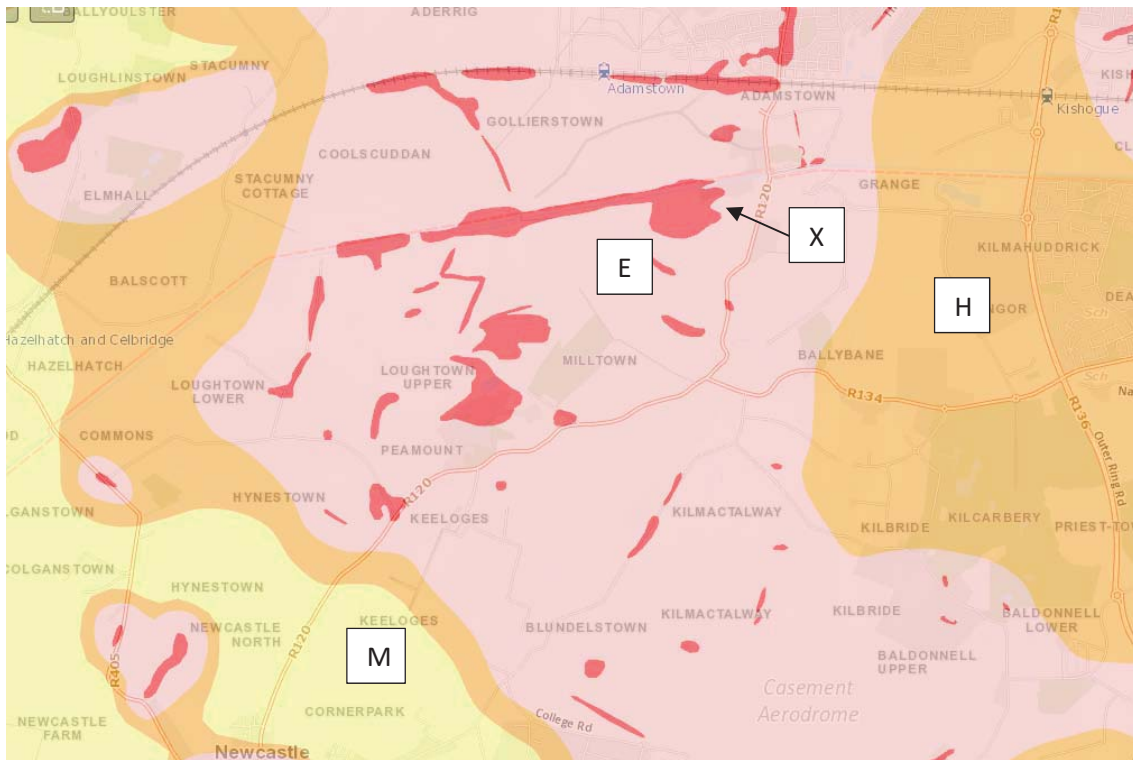 BALLYOULSTER
ADERRIG
STACUMNY
LOUGHLINSTOWN
Adamstown
ADAMSTOWN
Kishogue
GOLLIERSTOWN
COOLSCUDDAN
STACUMNY
COTTAGE
ELMHALL
GRANGE
R120
X
E
KILMAHUDDRICK
BALSCOTT
H
Hazelhatch and Celbridge
HAZELHATCH
LOUGHTOWN
LOWER
LOUGHTOWN
UPPER
MILLTOWN
BALLYBANE
Sch
Sch
R134
R136
Outer Ring Rd
COMMONS
PEAMOUNT
HYNESTOWN
R120
KEELOGES
KILMACTALWAY
KILBRIDE
KILCARBERY
COLGANSTOWN
HYNESTOWN
NEWCASTLE
NORTH
KEELOGES
R120
R405
M
BLUNDELSTOWN
KILMACTALWAY
KILBRIDE
BALDONNELL
LOWER
BALDONNELL
UPPER
Casement
Aerodrome
CORNERPARK
College Rd
NEWCASTLE
FARM
Newcastle